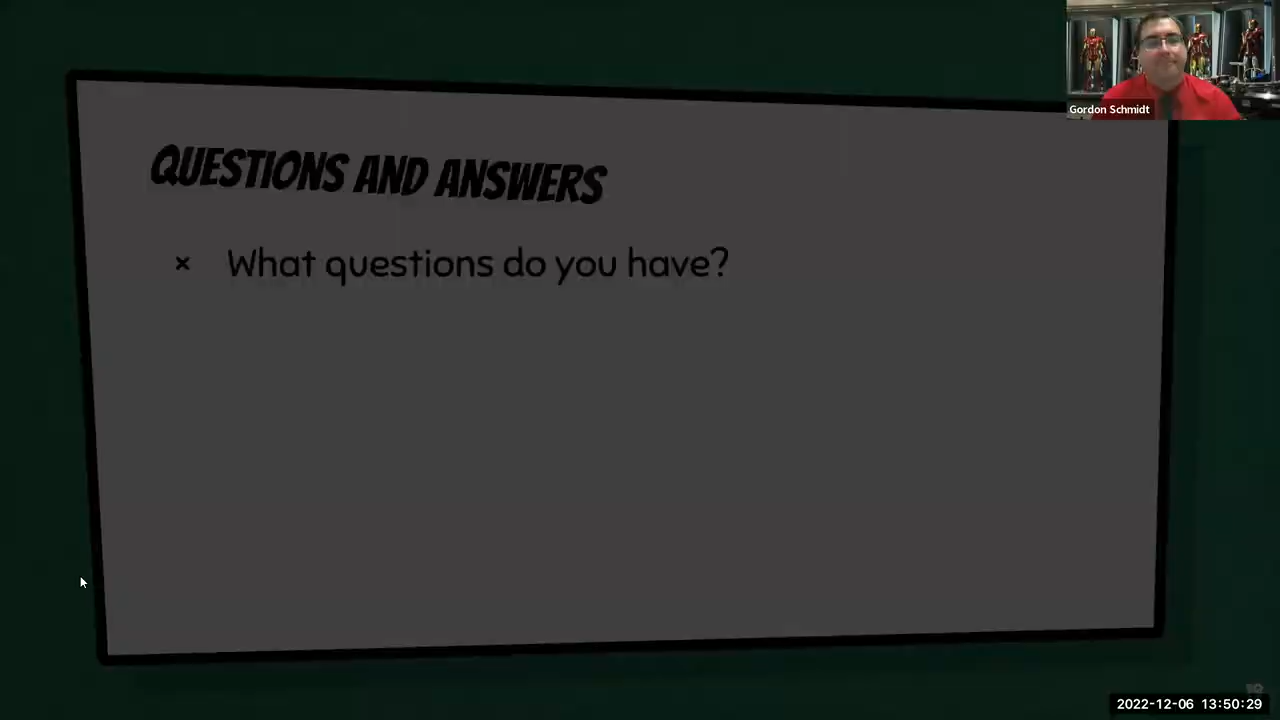 Gordon Schmidt
QUESTIONS AND ANSWERS
× What questions do you have?
2022-12-06 13:50:29